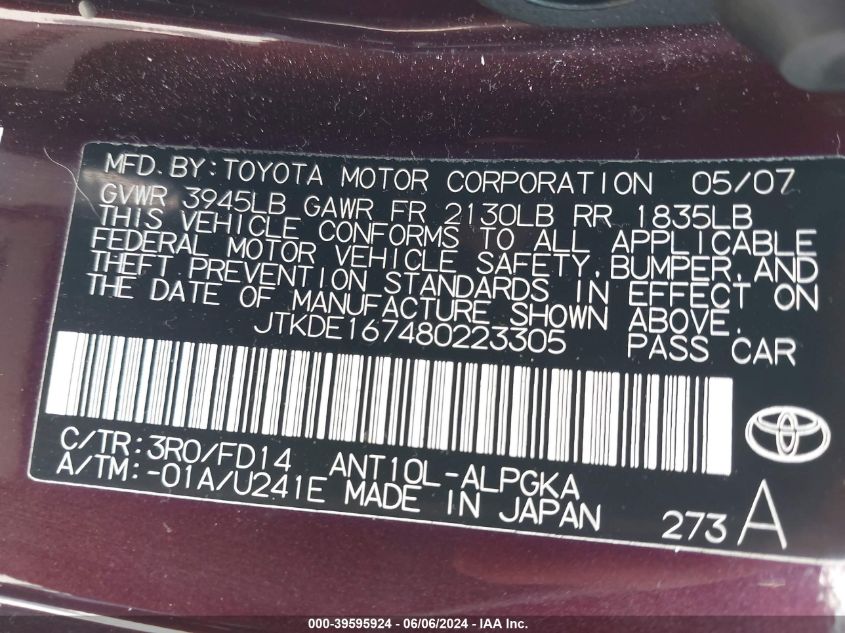 MFD. BY: TOYOTA MOTOR CORPORATION 05/07
GVWR 3945LB GAWR FR 2130LB RR 1835LB
THIS VEHICLE CONFORMS TO ALL APPLICABLE
FEDERAL MOTOR VEHICLE SAFETY, BUMPER, AND
THEFT PREVENTION STANDARDS IN EFFECT ON
THE DATE OF MANUFACTURE SHOWN ABOVE.
JTKDE167480223305 PASS CAR
C/TR: 3R0/FD14 ANT10L-ALPGKA
A/TM: -01A/U241E MADE IN JAPAN
273 A
000-39595924 / 06/06/2024 - IAA Inc.